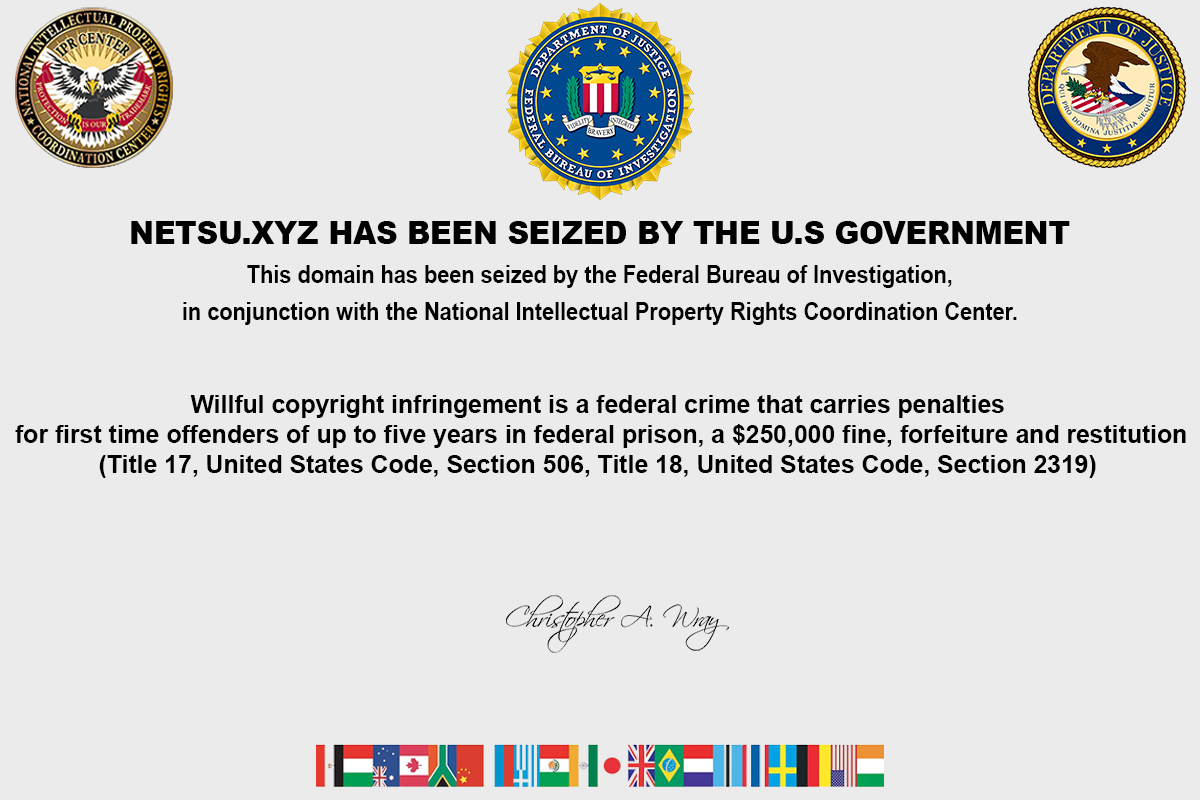 NATIONAL INTELLECTUAL PROPERTY RIGHTS
IPR CENTER
PROTECTION IS OUR TRADEMARK
COORDINATION CENTER
DEPARTMENT OF JUSTICE
FIDELITY BRAVERY INTEGRITY
FEDERAL BUREAU OF INVESTIGATION
DEPARTMENT OF JUSTICE
QUI PRO DOMINA JUSTITIA SEQUITUR
NETSU.XYZ HAS BEEN SEIZED BY THE U.S GOVERNMENT
This domain has been seized by the Federal Bureau of Investigation,
in conjunction with the National Intellectual Property Rights Coordination Center.
Willful copyright infringement is a federal crime that carries penalties
for first time offenders of up to five years in federal prison, a $250,000 fine, forfeiture and restitution
(Title 17, United States Code, Section 506, Title 18, United States Code, Section 2319)
Christopher A. Wray,